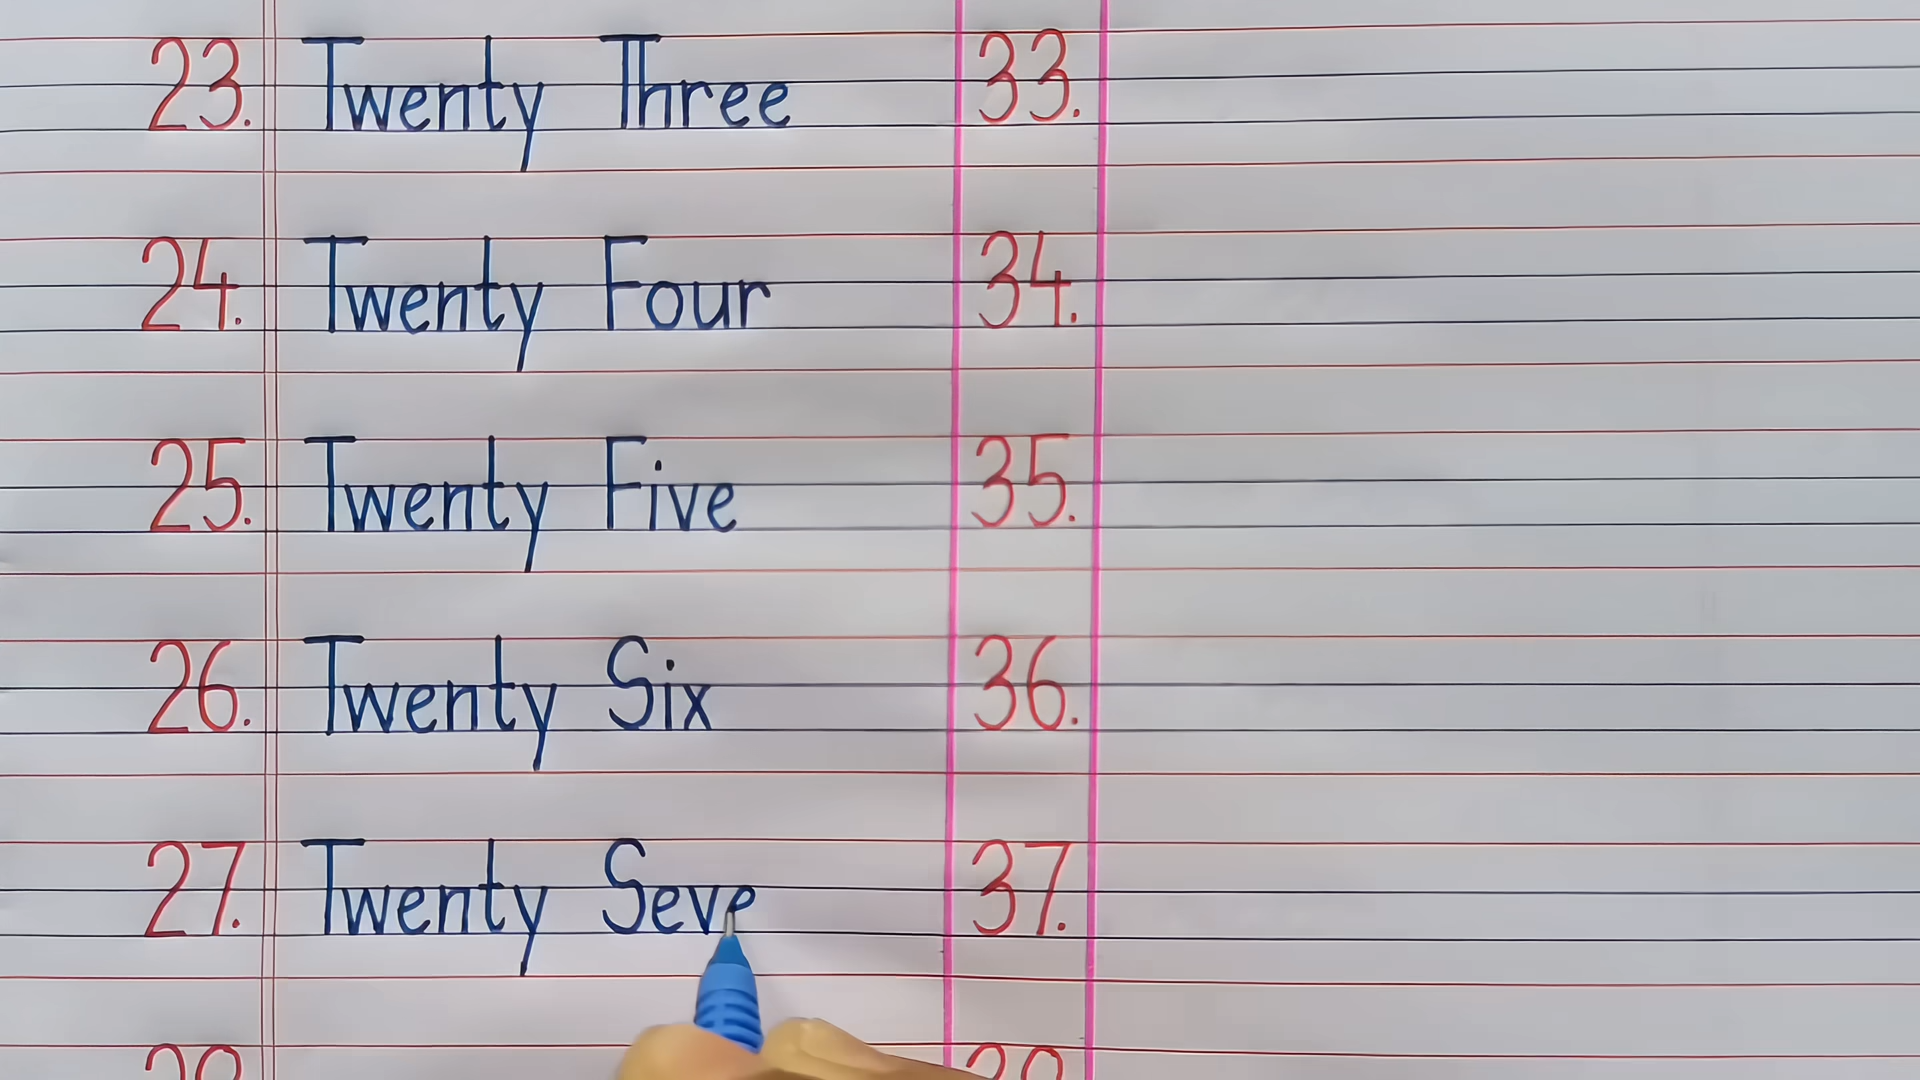 23. Twenty Three 33.
24. Twenty Four 34.
25. Twenty Five 35.
26. Twenty Six 36.
27. Twenty Seve 37.